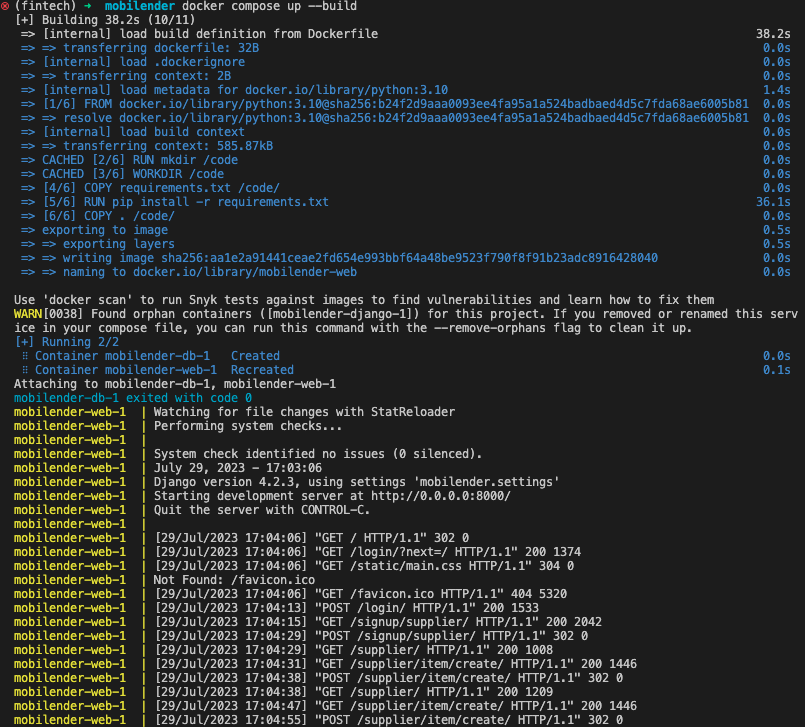 (fintech) ➜ mobilender docker compose up --build
[+] Building 38.2s (10/11)
=> [internal] load build definition from Dockerfile 38.2s
=> => transferring dockerfile: 32B 0.0s
=> [internal] load .dockerignore 0.0s
=> => transferring context: 2B 0.0s
=> [internal] load metadata for docker.io/library/python:3.10 1.4s
=> [1/6] FROM docker.io/library/python:3.10@sha256:b24f2d9aaa0093ee4fa95a1a524badbaed4d5c7fda68ae6005b81 0.0s
=> => resolve docker.io/library/python:3.10@sha256:b24f2d9aaa0093ee4fa95a1a524badbaed4d5c7fda68ae6005b81 0.0s
=> [internal] load build context 0.0s
=> => transferring context: 585.87kB 0.0s
=> CACHED [2/6] RUN mkdir /code 0.0s
=> CACHED [3/6] WORKDIR /code 0.0s
=> [4/6] COPY requirements.txt /code/ 0.0s
=> [5/6] RUN pip install -r requirements.txt 36.1s
=> [6/6] COPY . /code/ 0.0s
=> exporting to image 0.5s
=> => exporting layers 0.5s
=> => writing image sha256:aa1e2a91441ceae2fd654e993bbf64a48be9523f790f8f91b23adc8916428040 0.0s
=> => naming to docker.io/library/mobilender-web 0.0s
Use 'docker scan' to run Snyk tests against images to find vulnerabilities and learn how to fix them
WARN[0038] Found orphan containers ([mobilender-django-1]) for this project. If you removed or renamed this serv
ice in your compose file, you can run this command with the --remove-orphans flag to clean it up.
[+] Running 2/2
⠿ Container mobilender-db-1 Created 0.0s
⠿ Container mobilender-web-1 Recreated 0.1s
Attaching to mobilender-db-1, mobilender-web-1
mobilender-db-1 exited with code 0
mobilender-web-1 | Watching for file changes with StatReloader
mobilender-web-1 | Performing system checks...
mobilender-web-1 |
mobilender-web-1 | System check identified no issues (0 silenced).
mobilender-web-1 | July 29, 2023 - 17:03:06
mobilender-web-1 | Django version 4.2.3, using settings 'mobilender.settings'
mobilender-web-1 | Starting development server at http://0.0.0.0:8000/
mobilender-web-1 | Quit the server with CONTROL-C.
mobilender-web-1 |
mobilender-web-1 | [29/Jul/2023 17:04:06] "GET / HTTP/1.1" 302 0
mobilender-web-1 | [29/Jul/2023 17:04:06] "GET /login/?next=/ HTTP/1.1" 200 1374
mobilender-web-1 | [29/Jul/2023 17:04:06] "GET /static/main.css HTTP/1.1" 304 0
mobilender-web-1 | Not Found: /favicon.ico
mobilender-web-1 | [29/Jul/2023 17:04:06] "GET /favicon.ico HTTP/1.1" 404 5320
mobilender-web-1 | [29/Jul/2023 17:04:13] "POST /login/ HTTP/1.1" 200 1533
mobilender-web-1 | [29/Jul/2023 17:04:15] "GET /signup/supplier/ HTTP/1.1" 200 2042
mobilender-web-1 | [29/Jul/2023 17:04:29] "POST /signup/supplier/ HTTP/1.1" 302 0
mobilender-web-1 | [29/Jul/2023 17:04:29] "GET /supplier/ HTTP/1.1" 200 1008
mobilender-web-1 | [29/Jul/2023 17:04:31] "GET /supplier/item/create/ HTTP/1.1" 200 1446
mobilender-web-1 | [29/Jul/2023 17:04:38] "POST /supplier/item/create/ HTTP/1.1" 302 0
mobilender-web-1 | [29/Jul/2023 17:04:38] "GET /supplier/ HTTP/1.1" 200 1209
mobilender-web-1 | [29/Jul/2023 17:04:47] "GET /supplier/item/create/ HTTP/1.1" 200 1446
mobilender-web-1 | [29/Jul/2023 17:04:55] "POST /supplier/item/create/ HTTP/1.1" 302 0